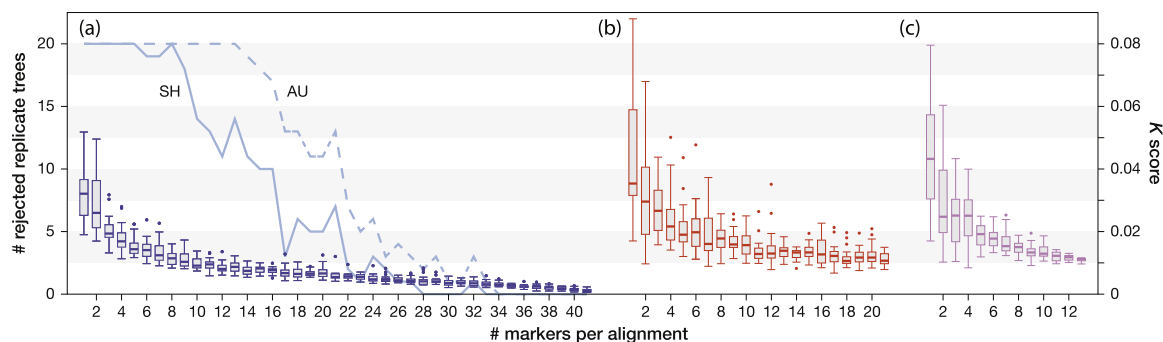 (a) (b) (c)
20 0.08
SH AU
15 0.06
10 0.04
5 0.02
0 0
# rejected replicate trees
K score
2 4 6 8 10 12 14 16 18 20 22 24 26 28 30 32 34 36 38 40 2 4 6 8 10 12 14 16 18 20 2 4 6 8 10 12
# markers per alignment